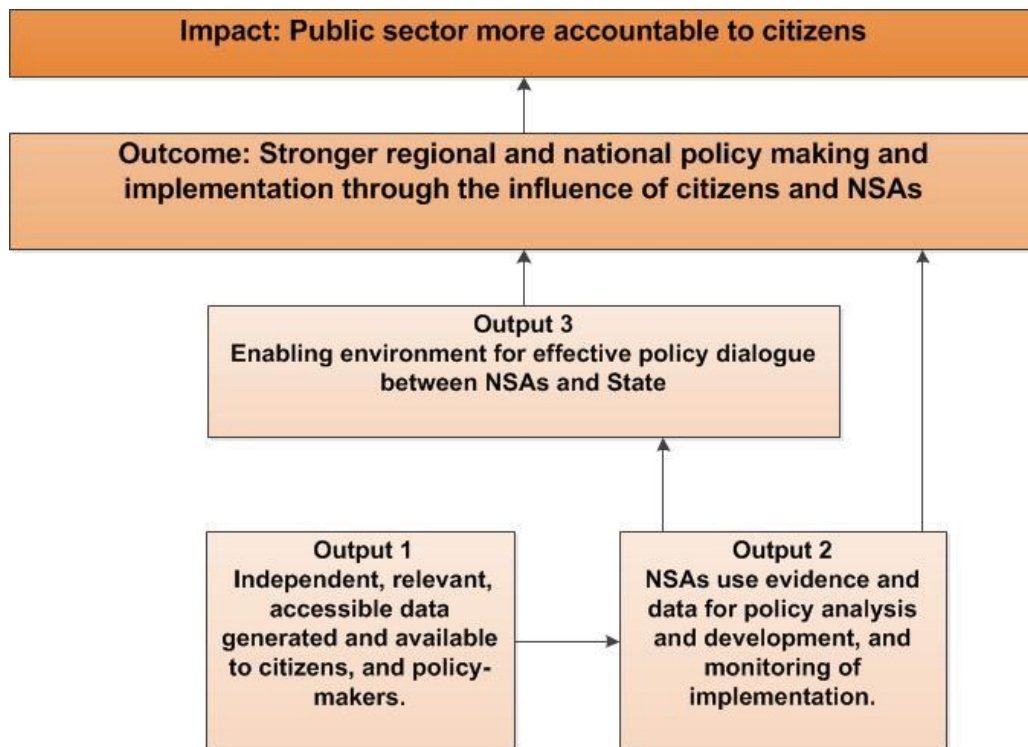 Impact: Public sector more accountable to citizens
Outcome: Stronger regional and national policy making and
implementation through the influence of citizens and NSAs
Output 3
Enabling environment for effective policy dialogue
between NSAs and State
Output 1
Independent, relevant,
accessible data
generated and available
to citizens, and policy-
makers.
Output 2
NSAs use evidence and
data for policy analysis
and development, and
monitoring of
implementation.